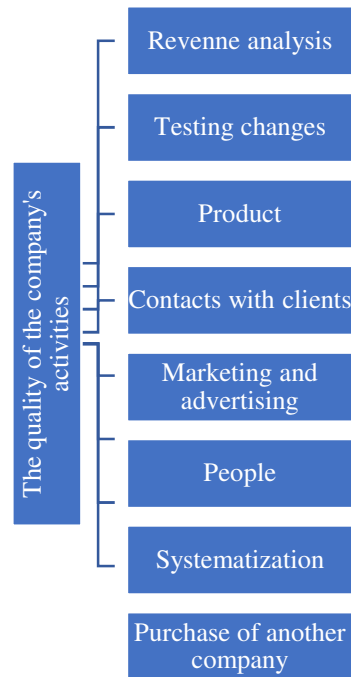 The quality of the company's
activities
Revenne analysis
Testing changes
Product
Contacts with clients
Marketing and
advertising
People
Systematization
Purchase of another
company